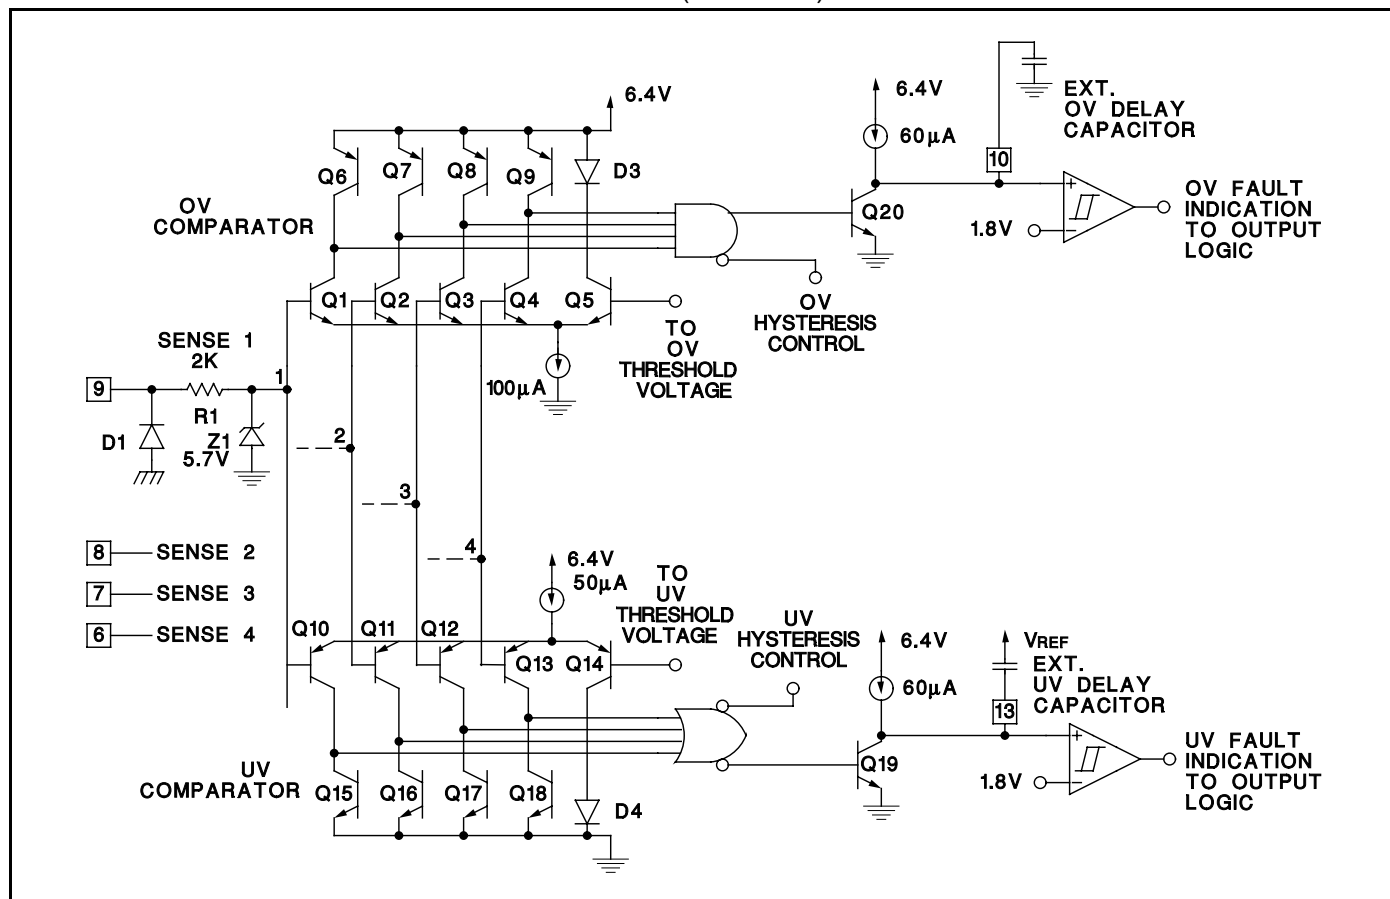 6.4V
6.4V
EXT.
OV DELAY
CAPACITOR
60µA
10
Q6
Q7
Q8
Q9
D3
OV
COMPARATOR
Q20
+
1.8V
−
OV FAULT
INDICATION
TO OUTPUT
LOGIC
Q1
Q2
Q3
Q4
Q5
TO
OV
THRESHOLD
VOLTAGE
OV
HYSTERESIS
CONTROL
100µA
SENSE 1
2K
1
9
R1
D1
Z1
5.7V
2
3
4
8
SENSE 2
7
SENSE 3
6
SENSE 4
6.4V
50µA
TO
UV
THRESHOLD
VOLTAGE
UV
HYSTERESIS
CONTROL
Q10
Q11
Q12
Q13
Q14
6.4V
60µA
VREF
EXT.
UV DELAY
CAPACITOR
13
UV
COMPARATOR
Q15
Q16
Q17
Q18
D4
Q19
+
1.8V
−
UV FAULT
INDICATION
TO OUTPUT
LOGIC